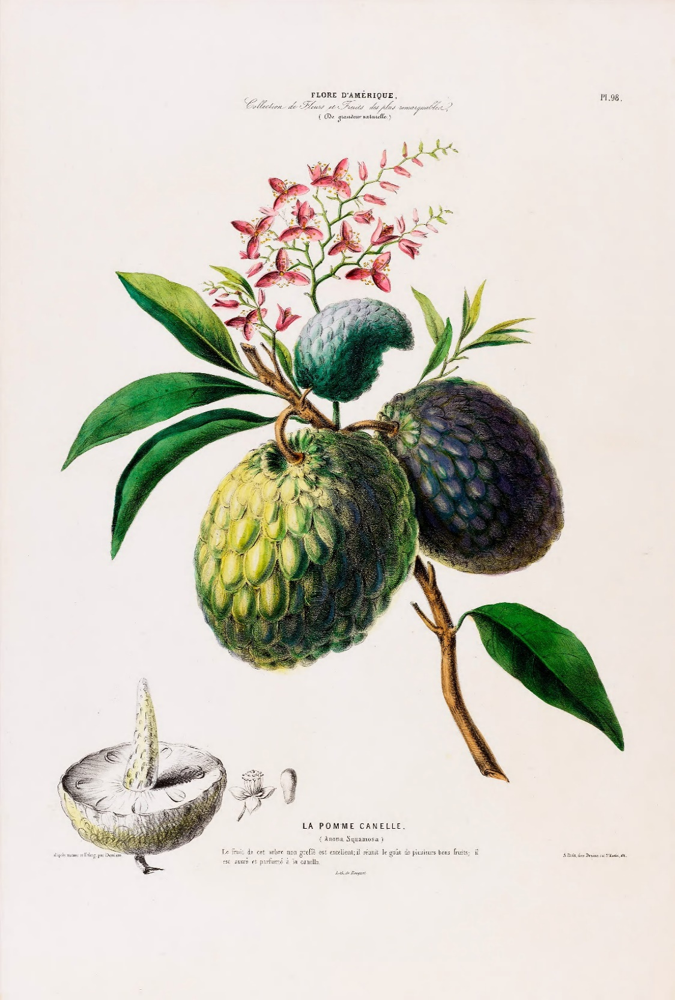 FLORE D'AMÉRIQUE,
Pl. 98.
Collection de Fleurs et Fruits des plus remarquables,
( De grandeur naturelle )
LA POMME CANELLE.
( Anona Squamosa )
d'après nature et lithog. par Denisse
Le fruit de cet arbre non greffé est excellent; il réunit le goût de plusieurs bons fruits; il
est sucré et parfumé à la canelle.
A Paris, chez Denisse rue St Martin,
Lith. de Becquet